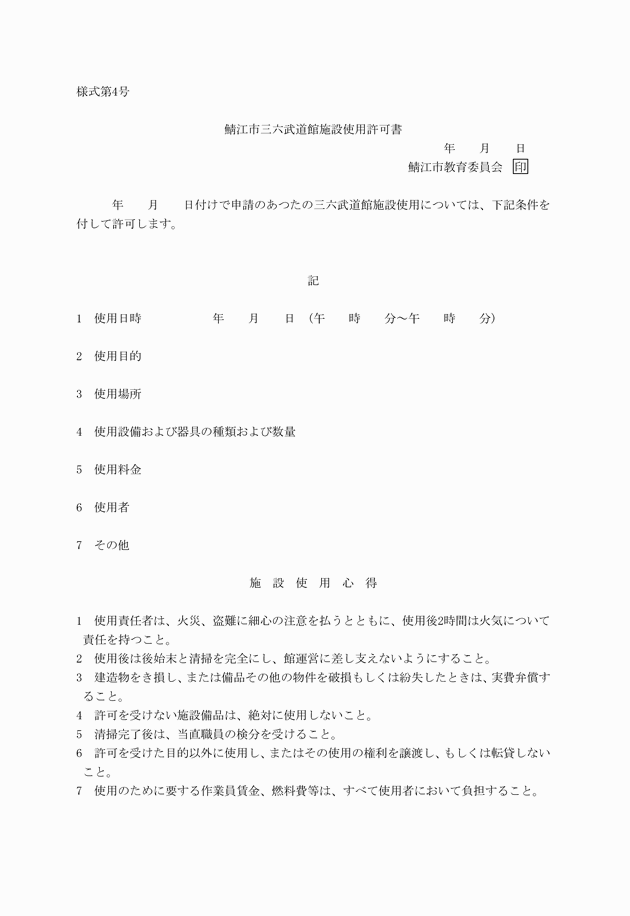 様式第4号
鯖江市三六武道館施設使用許可書
年　　月　　日
鯖江市教育委員会　印
年　　月　　日付けで申請のあつたの三六武道館施設使用については、下記条件を
付して許可します。
記
1　使用日時　　　　　　年　　月　　日　（午　　時　　分～午　　時　　分）
2　使用目的
3　使用場所
4　使用設備および器具の種類および数量
5　使用料金
6　使用者
7　その他
施　設　使　用　心　得
1　使用責任者は、火災、盗難に細心の注意を払うとともに、使用後2時間は火気について
責任を持つこと。
2　使用後は後始末と清掃を完全にし、館運営に差し支えないようにすること。
3　建造物をき損し、または備品その他の物件を破損もしくは紛失したときは、実費弁償す
ること。
4　許可を受けない施設備品は、絶対に使用しないこと。
5　清掃完了後は、当直職員の検分を受けること。
6　許可を受けた目的以外に使用し、またはその使用の権利を譲渡し、もしくは転貸しない
こと。
7　使用のために要する作業員賃金、燃料費等は、すべて使用者において負担すること。